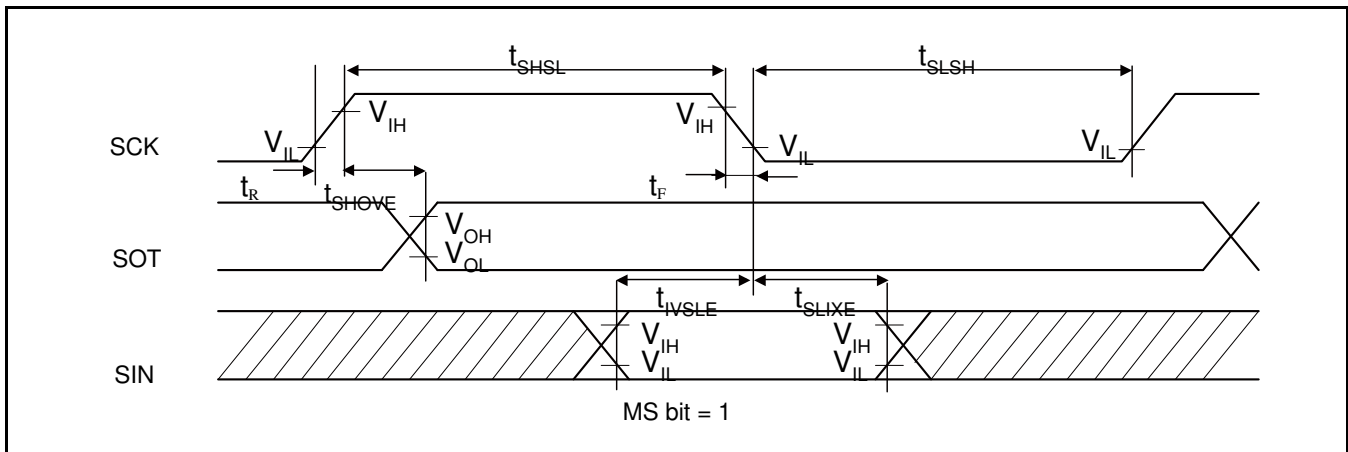 tSHSL
tSLSH
VIH
VIH
SCK
VIL
VIL
VIL
tR
tSHOVE
tF
VOH
SOT
VOL
tIVSLE
tSLIXE
VIH
VIH
SIN
VIL
VIL
MS bit = 1